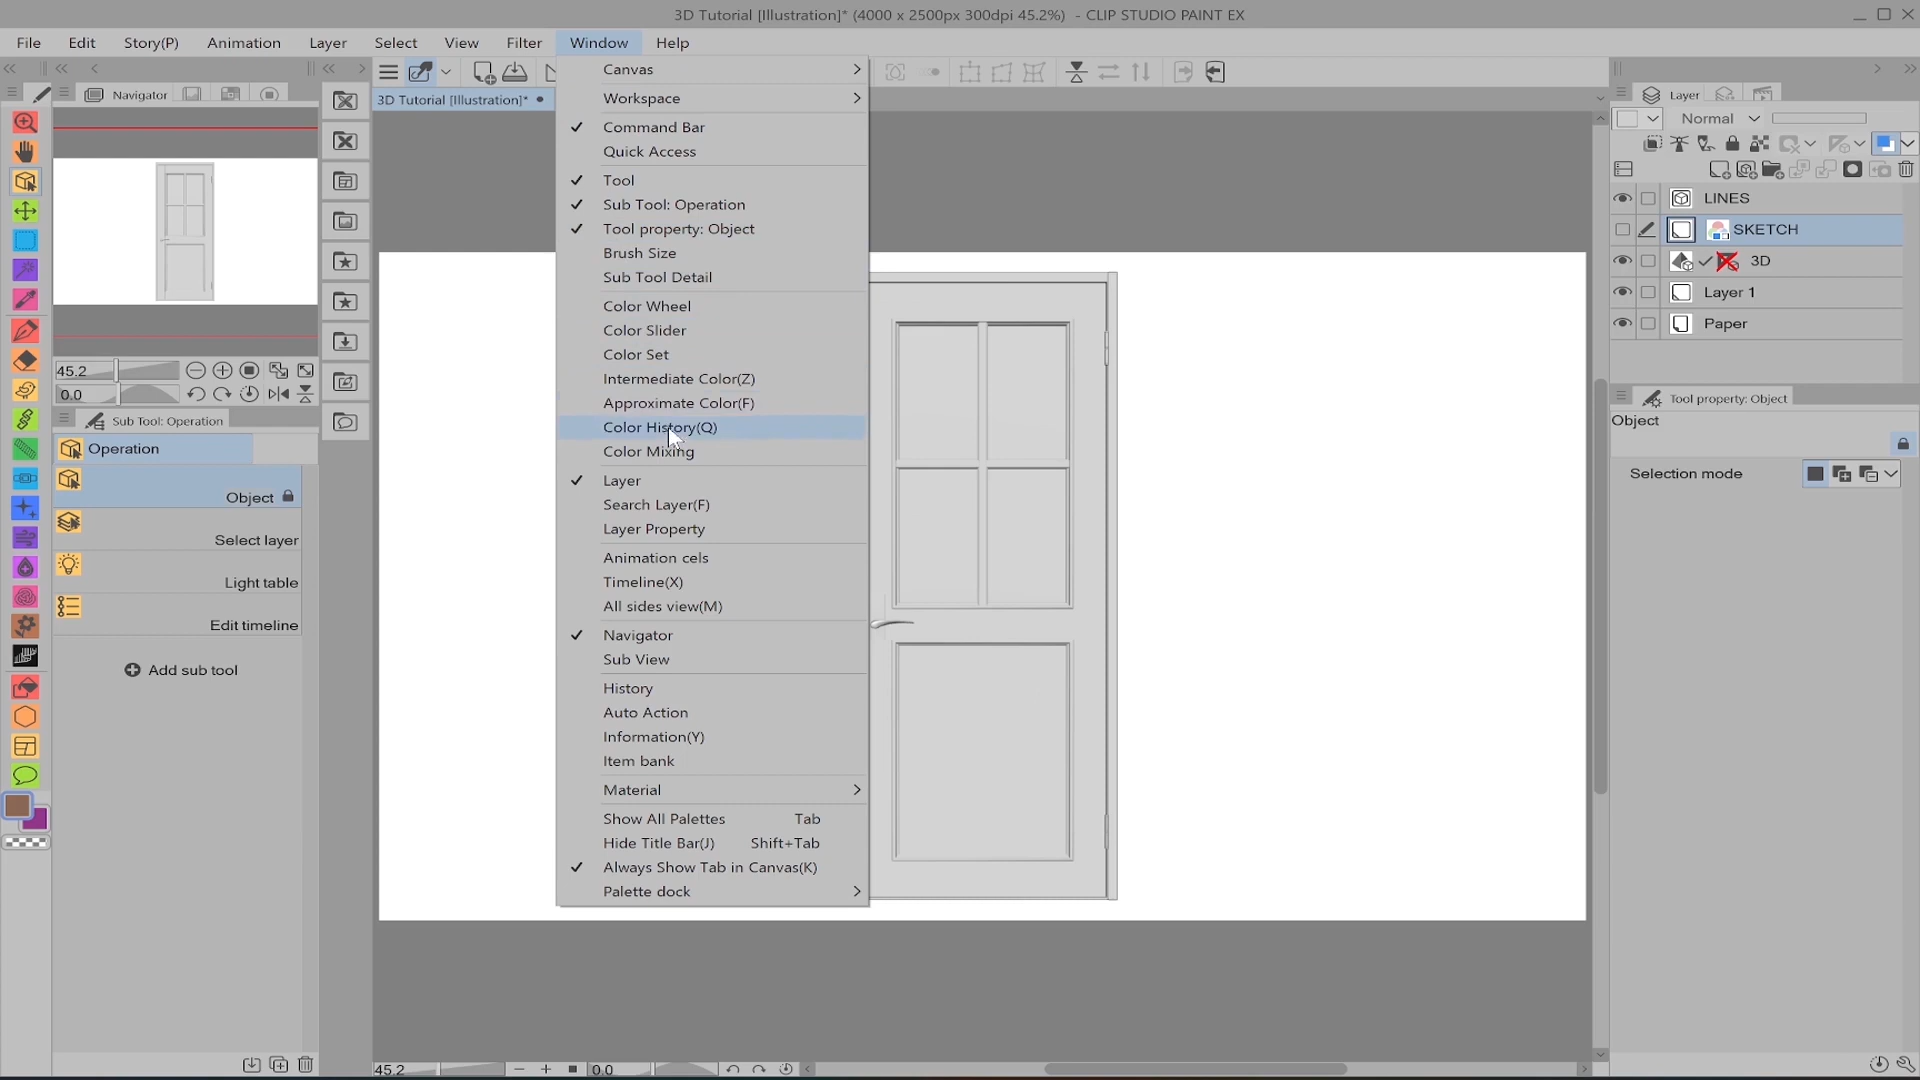 3D Tutorial [Illustration]* (4000 x 2500px 300dpi 45.2%) - CLIP STUDIO PAINT EX
File Edit Story(P) Animation Layer Select View Filter Window Help
Navigator
3D Tutorial [Illustration]*
45.2
0.0
Sub Tool: Operation
Operation
Object
Select layer
Light table
Edit timeline
Add sub tool
Canvas
Workspace
Command Bar
Quick Access
Tool
Sub Tool: Operation
Tool property: Object
Brush Size
Sub Tool Detail
Color Wheel
Color Slider
Color Set
Intermediate Color(Z)
Approximate Color(F)
Color History(Q)
Color Mixing
Layer
Search Layer(F)
Layer Property
Animation cels
Timeline(X)
All sides view(M)
Navigator
Sub View
History
Auto Action
Information(Y)
Item bank
Material
Show All Palettes Tab
Hide Title Bar(J) Shift+Tab
Always Show Tab in Canvas(K)
Palette dock
45.2 0.0
Layer
Normal
LINES
SKETCH
3D
Layer 1
Paper
Tool property: Object
Object
Selection mode